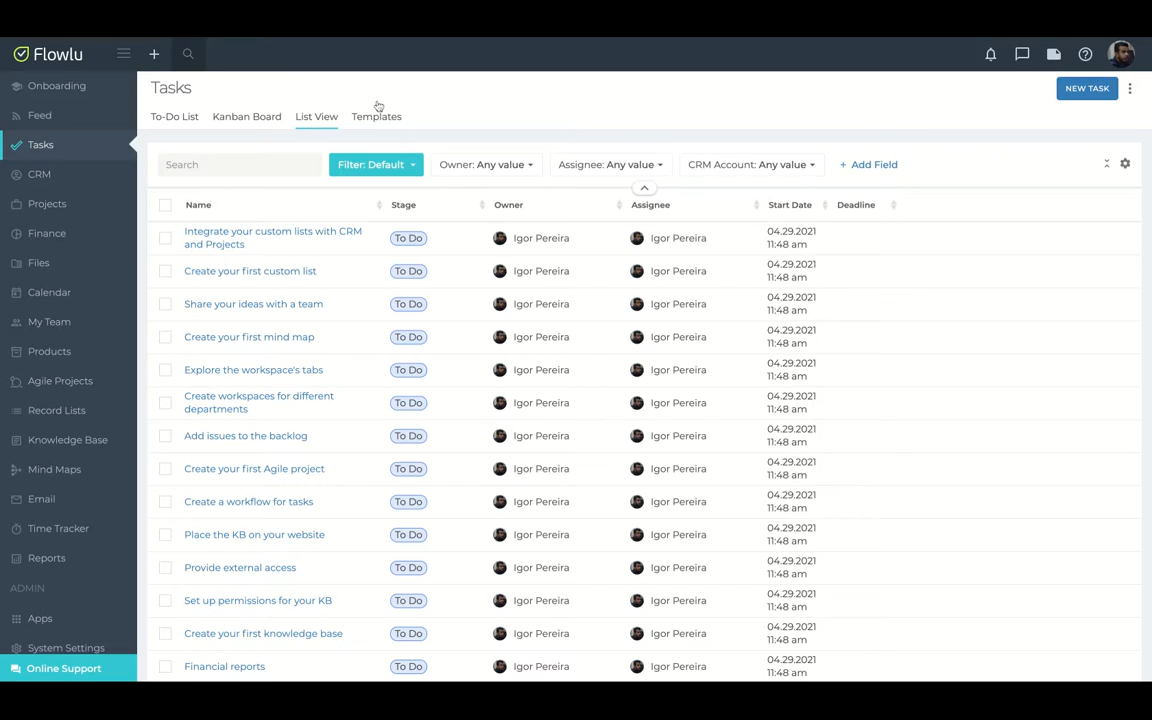 Flowlu
Onboarding
Feed
Tasks
CRM
Projects
Finance
Files
Calendar
My Team
Products
Agile Projects
Record Lists
Knowledge Base
Mind Maps
Email
Time Tracker
Reports
ADMIN
Apps
System Settings
Online Support
Tasks
NEW TASK
To-Do List Kanban Board List View Templates
Search Filter: Default Owner: Any value Assignee: Any value CRM Account: Any value + Add Field
Name Stage Owner Assignee Start Date Deadline
Integrate your custom lists with CRM
and Projects
To Do Igor Pereira Igor Pereira
04.29.2021
11:48 am
Create your first custom list To Do Igor Pereira Igor Pereira
04.29.2021
11:48 am
Share your ideas with a team To Do Igor Pereira Igor Pereira
04.29.2021
11:48 am
Create your first mind map To Do Igor Pereira Igor Pereira
04.29.2021
11:48 am
Explore the workspace's tabs To Do Igor Pereira Igor Pereira
04.29.2021
11:48 am
Create workspaces for different
departments
To Do Igor Pereira Igor Pereira
04.29.2021
11:48 am
Add issues to the backlog To Do Igor Pereira Igor Pereira
04.29.2021
11:48 am
Create your first Agile project To Do Igor Pereira Igor Pereira
04.29.2021
11:48 am
Create a workflow for tasks To Do Igor Pereira Igor Pereira
04.29.2021
11:48 am
Place the KB on your website To Do Igor Pereira Igor Pereira
04.29.2021
11:48 am
Provide external access To Do Igor Pereira Igor Pereira
04.29.2021
11:48 am
Set up permissions for your KB To Do Igor Pereira Igor Pereira
04.29.2021
11:48 am
Create your first knowledge base To Do Igor Pereira Igor Pereira
04.29.2021
11:48 am
Financial reports To Do Igor Pereira Igor Pereira
04.29.2021
11:48 am